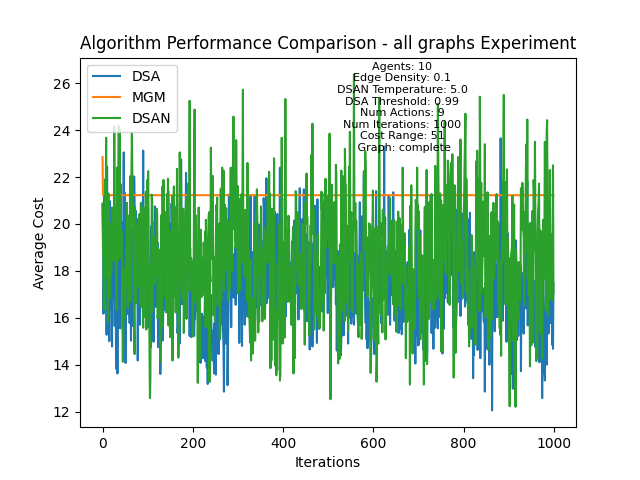 Algorithm Performance Comparison - all graphs Experiment
DSA
MGM
DSAN
Agents: 10
Edge Density: 0.1
DSAN Temperature: 5.0
DSA Threshold: 0.99
Num Actions: 9
Num Iterations: 1000
Cost Range: 51
Graph: complete
Average Cost
26
24
22
20
18
16
14
12
0
200
400
600
800
1000
Iterations